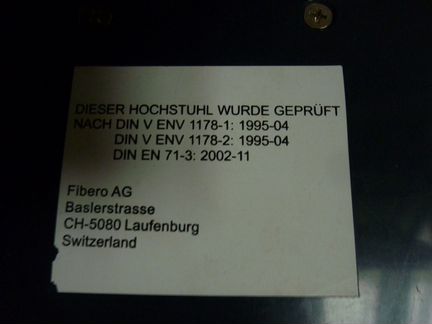 DIESER HOCHSTUHL WURDE GEPRÜFT
NACH DIN V ENV 1178-1: 1995-04
DIN V ENV 1178-2: 1995-04
DIN EN 71-3: 2002-11
Fibero AG
Baslerstrasse
CH-5080 Laufenburg
Switzerland